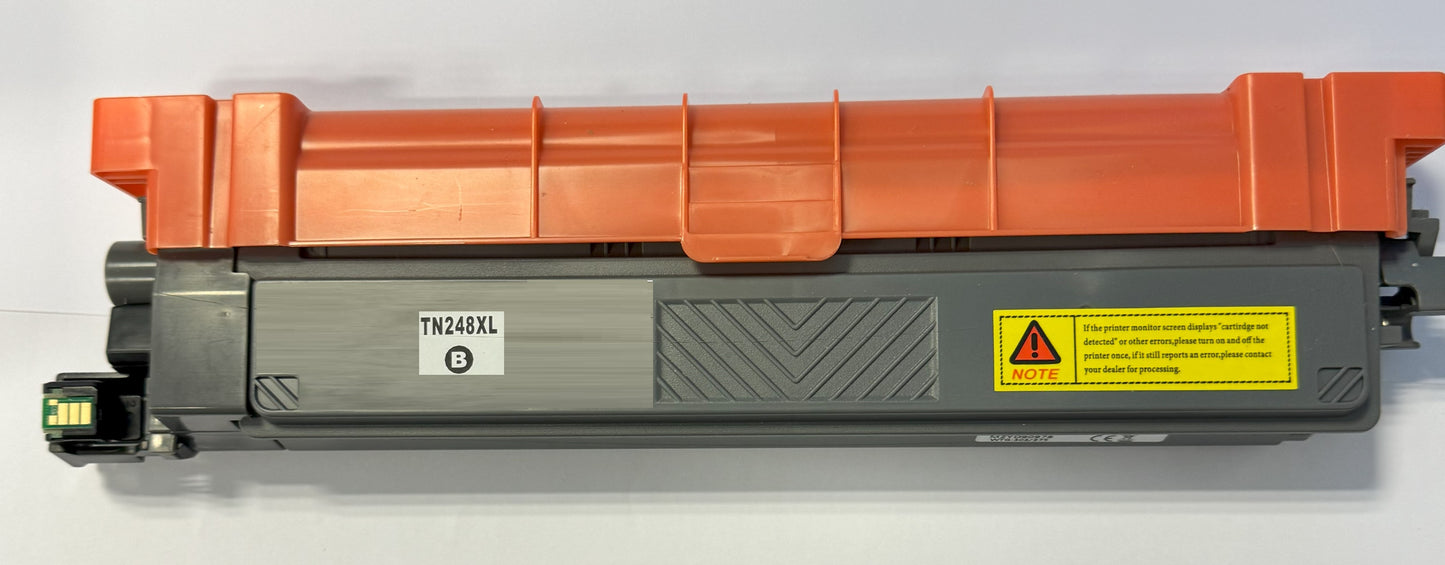 TN248XL
B
If the printer monitor screen displays "cartirdge not
detected" or other errors,please turn on and off the
printer once, if it still reports an error,please contact
your dealer for processing.
NOTE
CE